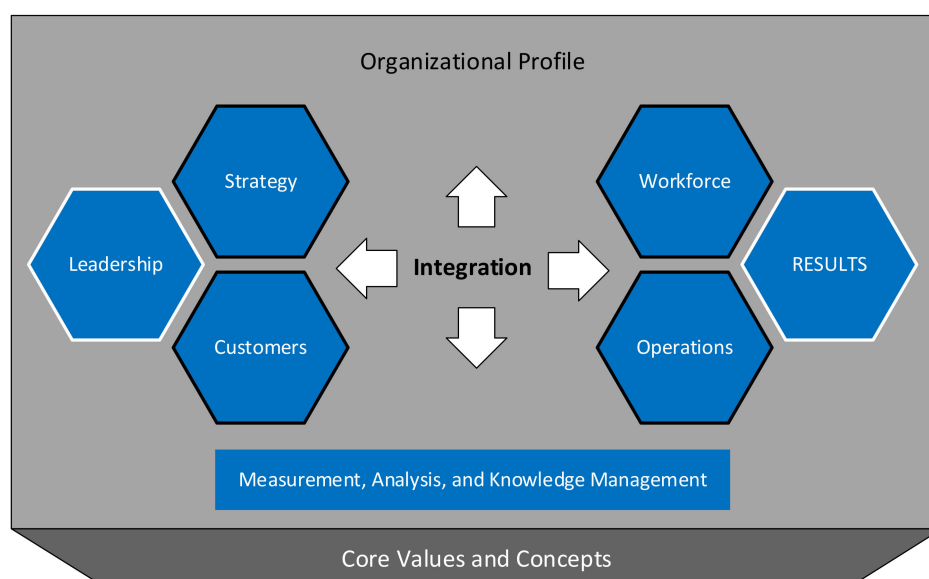 Organizational Profile
Strategy
Workforce
Leadership
Integration
RESULTS
Customers
Operations
Measurement, Analysis, and Knowledge Management
Core Values and Concepts